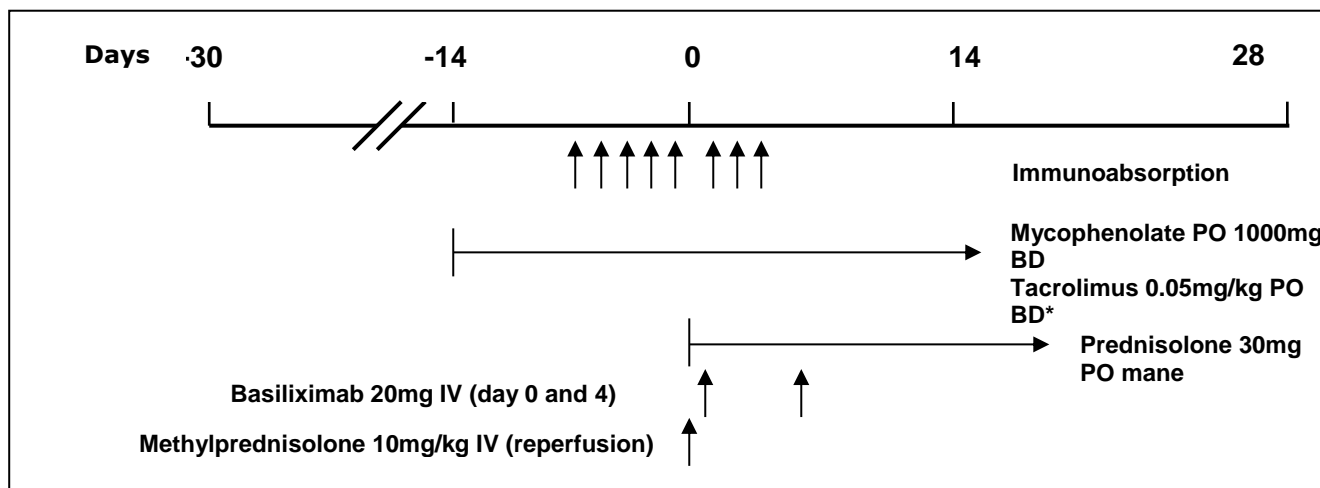 Days -30 -14 0 14 28
Immunoabsorption
Mycophenolate PO 1000mg
BD
Tacrolimus 0.05mg/kg PO
BD*
Prednisolone 30mg
PO mane
Basiliximab 20mg IV (day 0 and 4)
Methylprednisolone 10mg/kg IV (reperfusion)